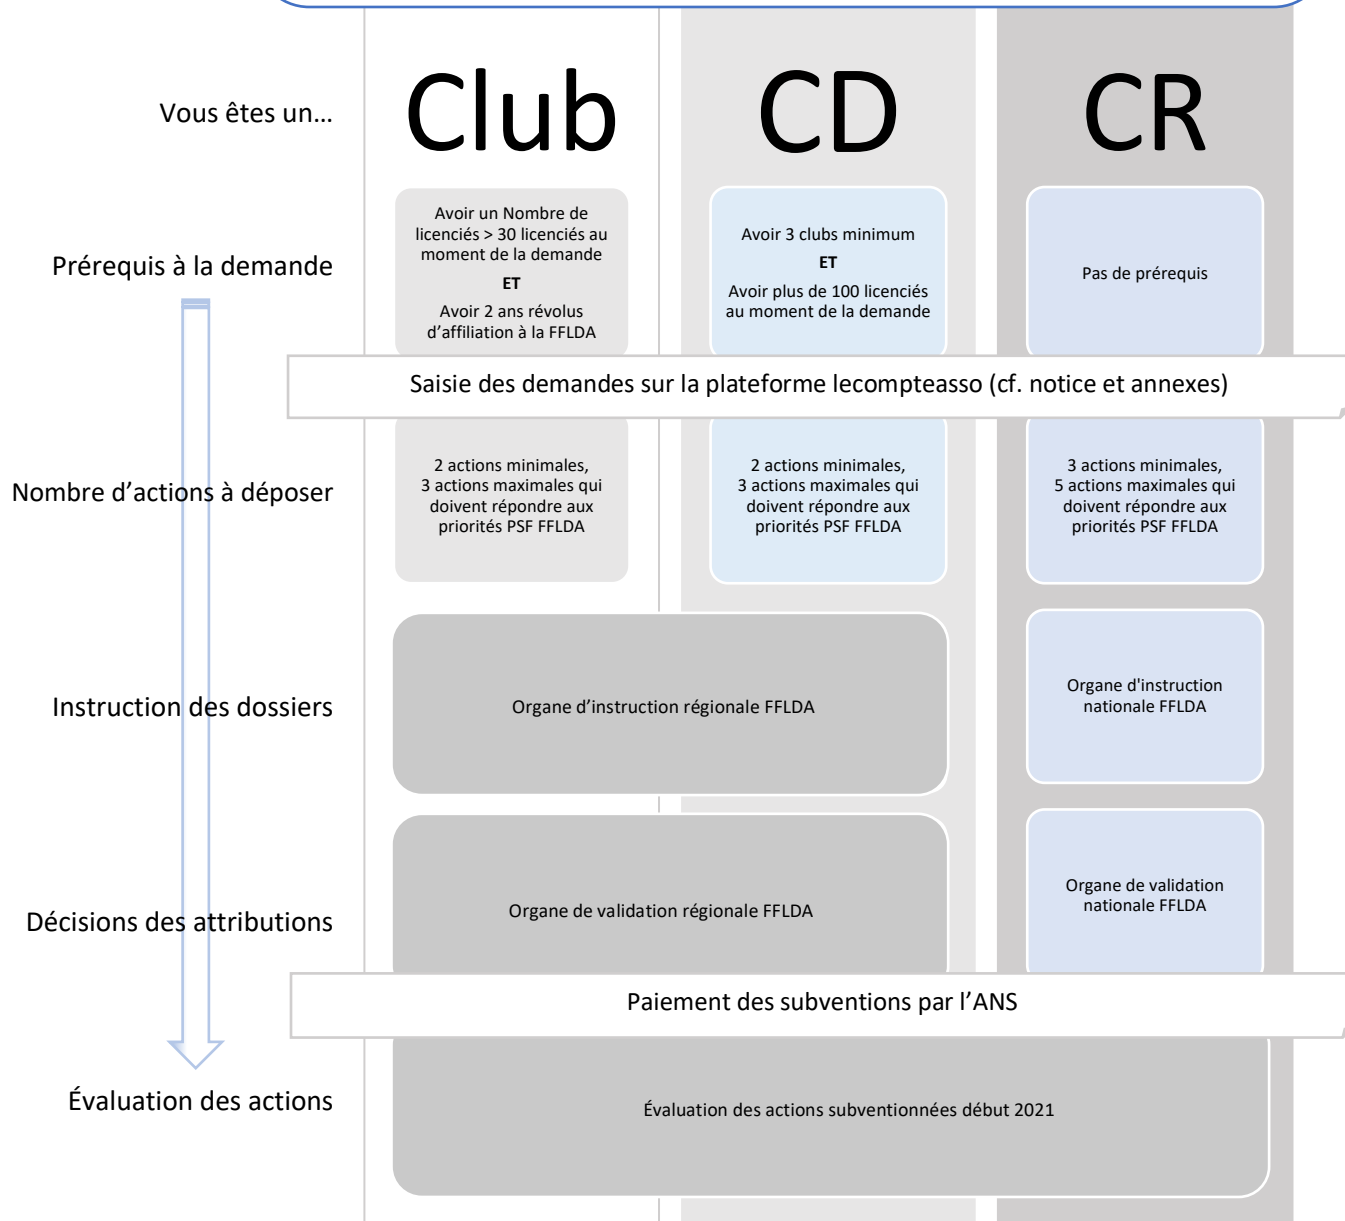 Vous êtes un…
Club
CD
CR
Prérequis à la demande
Avoir un Nombre de
licenciés > 30 licenciés au
moment de la demande
ET
Avoir 2 ans révolus
d’affiliation à la FFLDA
Avoir 3 clubs minimum
ET
Avoir plus de 100 licenciés
au moment de la demande
Pas de prérequis
Saisie des demandes sur la plateforme lecompteasso (cf. notice et annexes)
Nombre d’actions à déposer
2 actions minimales,
3 actions maximales qui
doivent répondre aux
priorités PSF FFLDA
2 actions minimales,
3 actions maximales qui
doivent répondre aux
priorités PSF FFLDA
3 actions minimales,
5 actions maximales qui
doivent répondre aux
priorités PSF FFLDA
Instruction des dossiers
Organe d’instruction régionale FFLDA
Organe d'instruction
nationale FFLDA
Décisions des attributions
Organe de validation régionale FFLDA
Organe de validation
nationale FFLDA
Paiement des subventions par l’ANS
Évaluation des actions
Évaluation des actions subventionnées début 2021